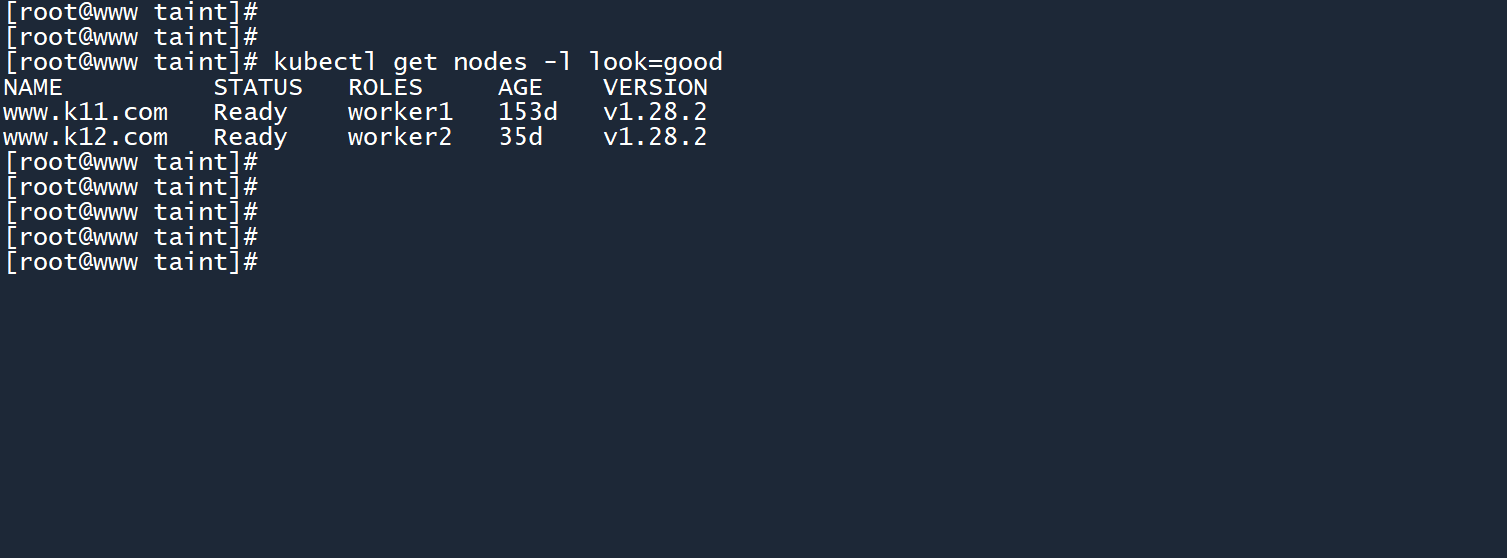 [root@www taint]#
[root@www taint]#
[root@www taint]# kubectl get nodes -l look=good
NAME          STATUS   ROLES     AGE    VERSION
www.k11.com   Ready    worker1   153d   v1.28.2
www.k12.com   Ready    worker2   35d    v1.28.2
[root@www taint]#
[root@www taint]#
[root@www taint]#
[root@www taint]#
[root@www taint]#